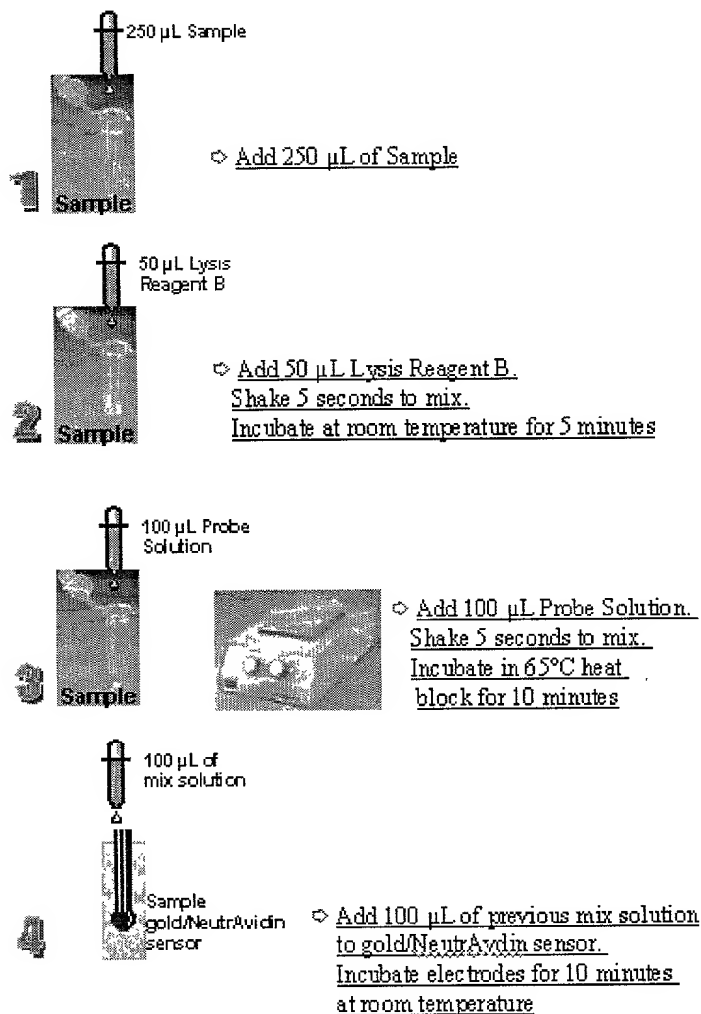 250 µL Sample
⇨ Add 250 µL of Sample
1 Sample
50 µL Lysis
Reagent B
⇨ Add 50 µL Lysis Reagent B.
Shake 5 seconds to mix.
Incubate at room temperature for 5 minutes
2 Sample
100 µL Probe
Solution
⇨ Add 100 µL Probe Solution.
Shake 5 seconds to mix.
Incubate in 65°C heat
block for 10 minutes
3 Sample
100 µL of
mix solution
4
Sample
gold/NeutrAvidin
sensor
⇨ Add 100 µL of previous mix solution
to gold/NeutrAvdin sensor.
Incubate electrodes for 10 minutes
at room temperature